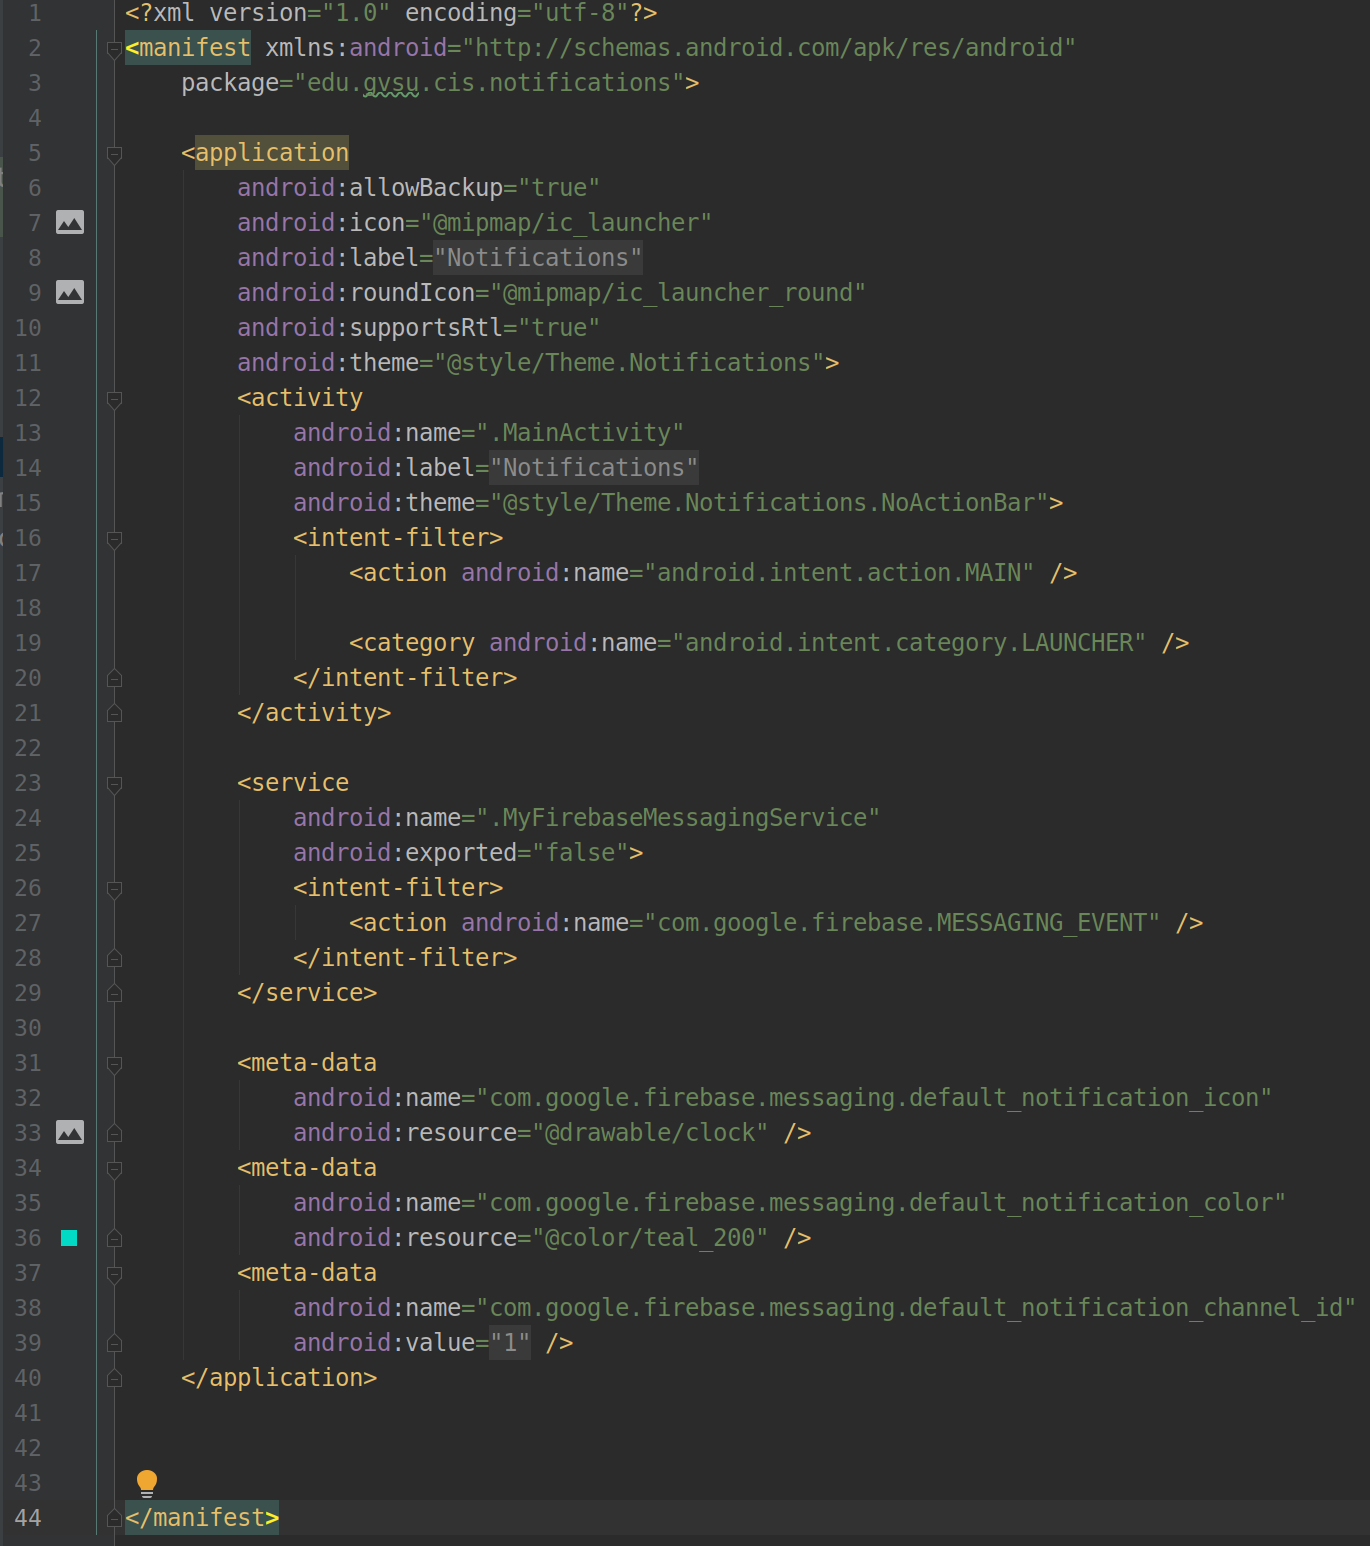 1 <?xml version="1.0" encoding="utf-8"?>
2 <manifest xmlns:android="http://schemas.android.com/apk/res/android"
3     package="edu.gvsu.cis.notifications">
4
5     <application
6         android:allowBackup="true"
7         android:icon="@mipmap/ic_launcher"
8         android:label="Notifications"
9         android:roundIcon="@mipmap/ic_launcher_round"
10         android:supportsRtl="true"
11         android:theme="@style/Theme.Notifications">
12         <activity
13             android:name=".MainActivity"
14             android:label="Notifications"
15             android:theme="@style/Theme.Notifications.NoActionBar">
16             <intent-filter>
17                 <action android:name="android.intent.action.MAIN" />
18
19                 <category android:name="android.intent.category.LAUNCHER" />
20             </intent-filter>
21         </activity>
22
23         <service
24             android:name=".MyFirebaseMessagingService"
25             android:exported="false">
26             <intent-filter>
27                 <action android:name="com.google.firebase.MESSAGING_EVENT" />
28             </intent-filter>
29         </service>
30
31         <meta-data
32             android:name="com.google.firebase.messaging.default_notification_icon"
33             android:resource="@drawable/clock" />
34         <meta-data
35             android:name="com.google.firebase.messaging.default_notification_color"
36             android:resource="@color/teal_200" />
37         <meta-data
38             android:name="com.google.firebase.messaging.default_notification_channel_id"
39             android:value="1" />
40     </application>
41
42
43
44 </manifest>